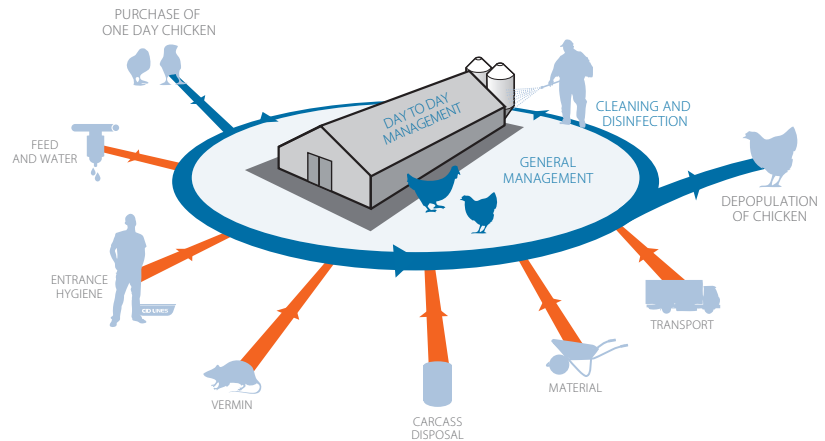 PURCHASE OF
ONE DAY CHICKEN
DAY TO DAY
MANAGEMENT
CLEANING AND
DISINFECTION
FEED
AND WATER
GENERAL
MANAGEMENT
DEPOPULATION
OF CHICKEN
ENTRANCE
HYGIENE
TRANSPORT
MATERIAL
VERMIN
CARCASS
DISPOSAL